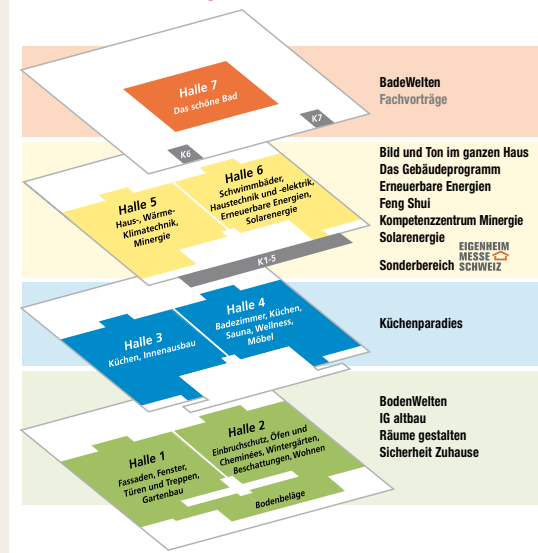 Halle 7
Das schöne Bad
K7
K6
BadeWelten
Fachvorträge
Halle 5
Haus-, Wärme-
Klimatechnik,
Minergie
Halle 6
Schwimmbäder,
Haustechnik und -elektrik,
Erneuerbare Energien,
Solarenergie
K1-5
Bild und Ton im ganzen Haus
Das Gebäudeprogramm
Erneuerbare Energien
Feng Shui
Kompetenzzentrum Minergie
Solarenergie
Sonderbereich
EIGENHEIM
MESSE
SCHWEIZ
Halle 3
Küchen, Innenausbau
Halle 4
Badezimmer, Küchen,
Sauna, Wellness,
Möbel
Küchenparadies
Halle 1
Fassaden, Fenster,
Türen und Treppen,
Gartenbau
Halle 2
Einbruchschutz, Öfen und
Cheminées, Wintergärten,
Beschattungen, Wohnen
Bodenbeläge
BodenWelten
IG altbau
Räume gestalten
Sicherheit Zuhause